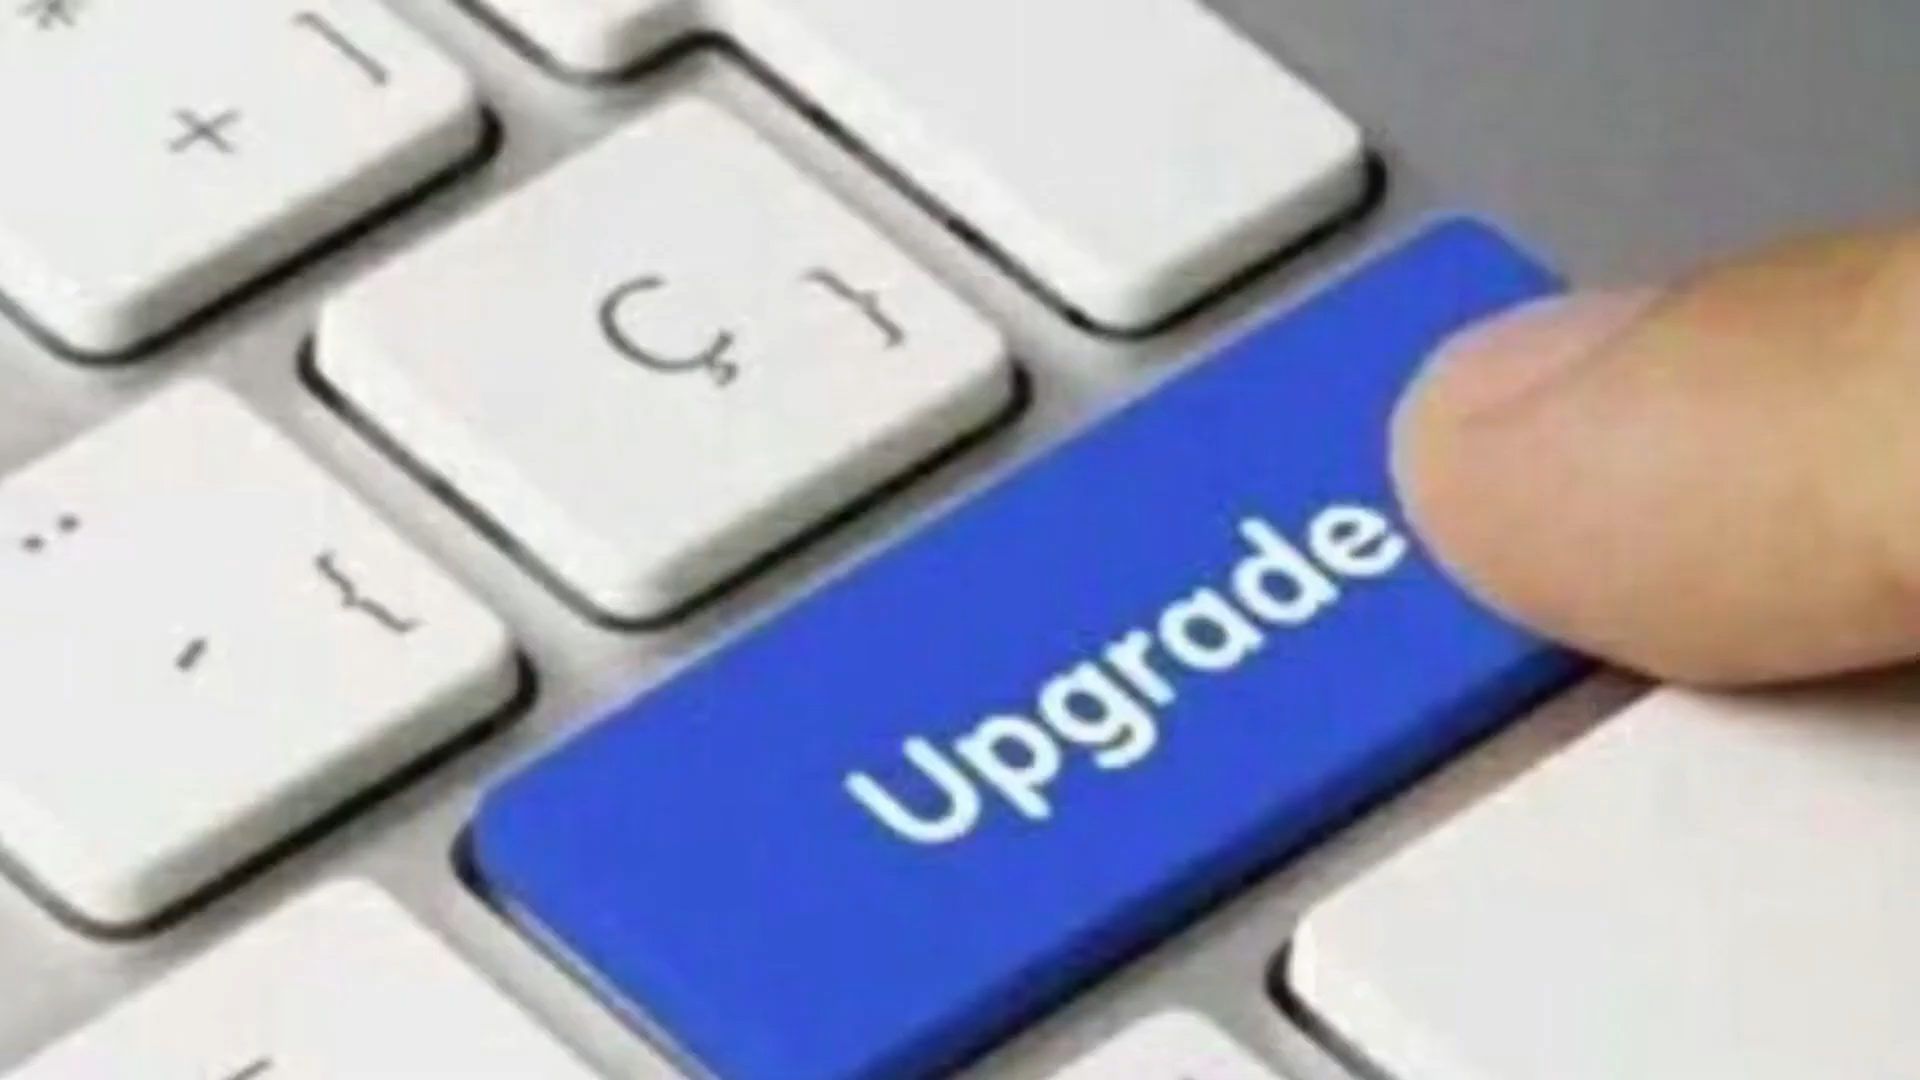 * ]
+
Ç }
¨ {
-
Upgrade